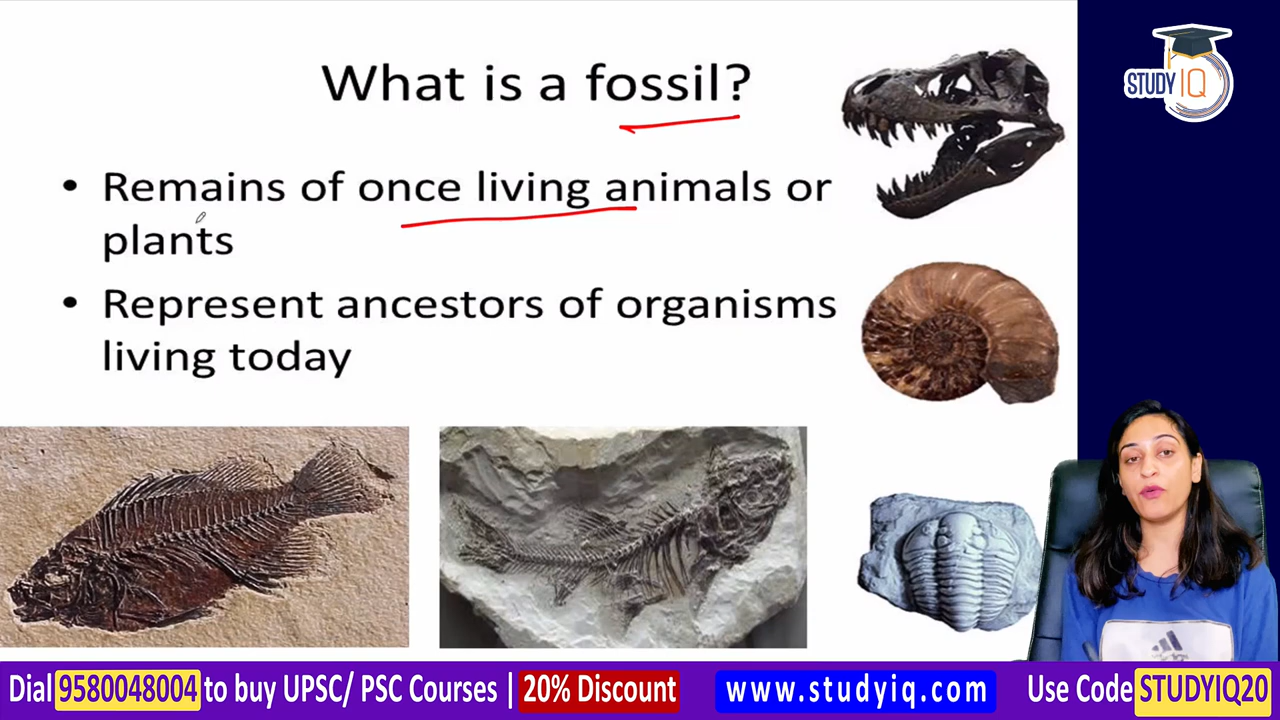 What is a fossil?
STUDY IQ
• Remains of once living animals or
plants
• Represent ancestors of organisms
living today
Dial 9580048004 to buy UPSC/ PSC Courses | 20% Discount www.studyiq.com Use Code STUDYIQ20